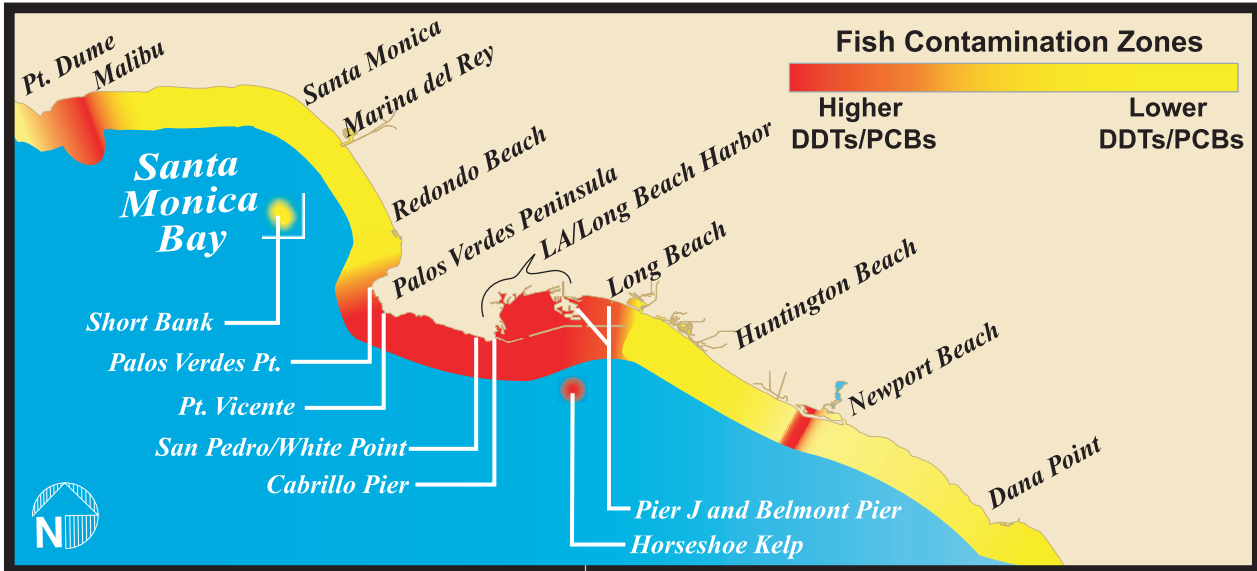 Fish Contamination Zones
Higher
DDTs/PCBs
Lower
DDTs/PCBs
Pt. Dume
Malibu
Santa Monica
Marina del Rey
Redondo Beach
Palos Verdes Peninsula
LA/Long Beach Harbor
Long Beach
Huntington Beach
Newport Beach
Dana Point
Santa
Monica
Bay
Short Bank
Palos Verdes Pt.
Pt. Vicente
San Pedro/White Point
Cabrillo Pier
Pier J and Belmont Pier
Horseshoe Kelp
N